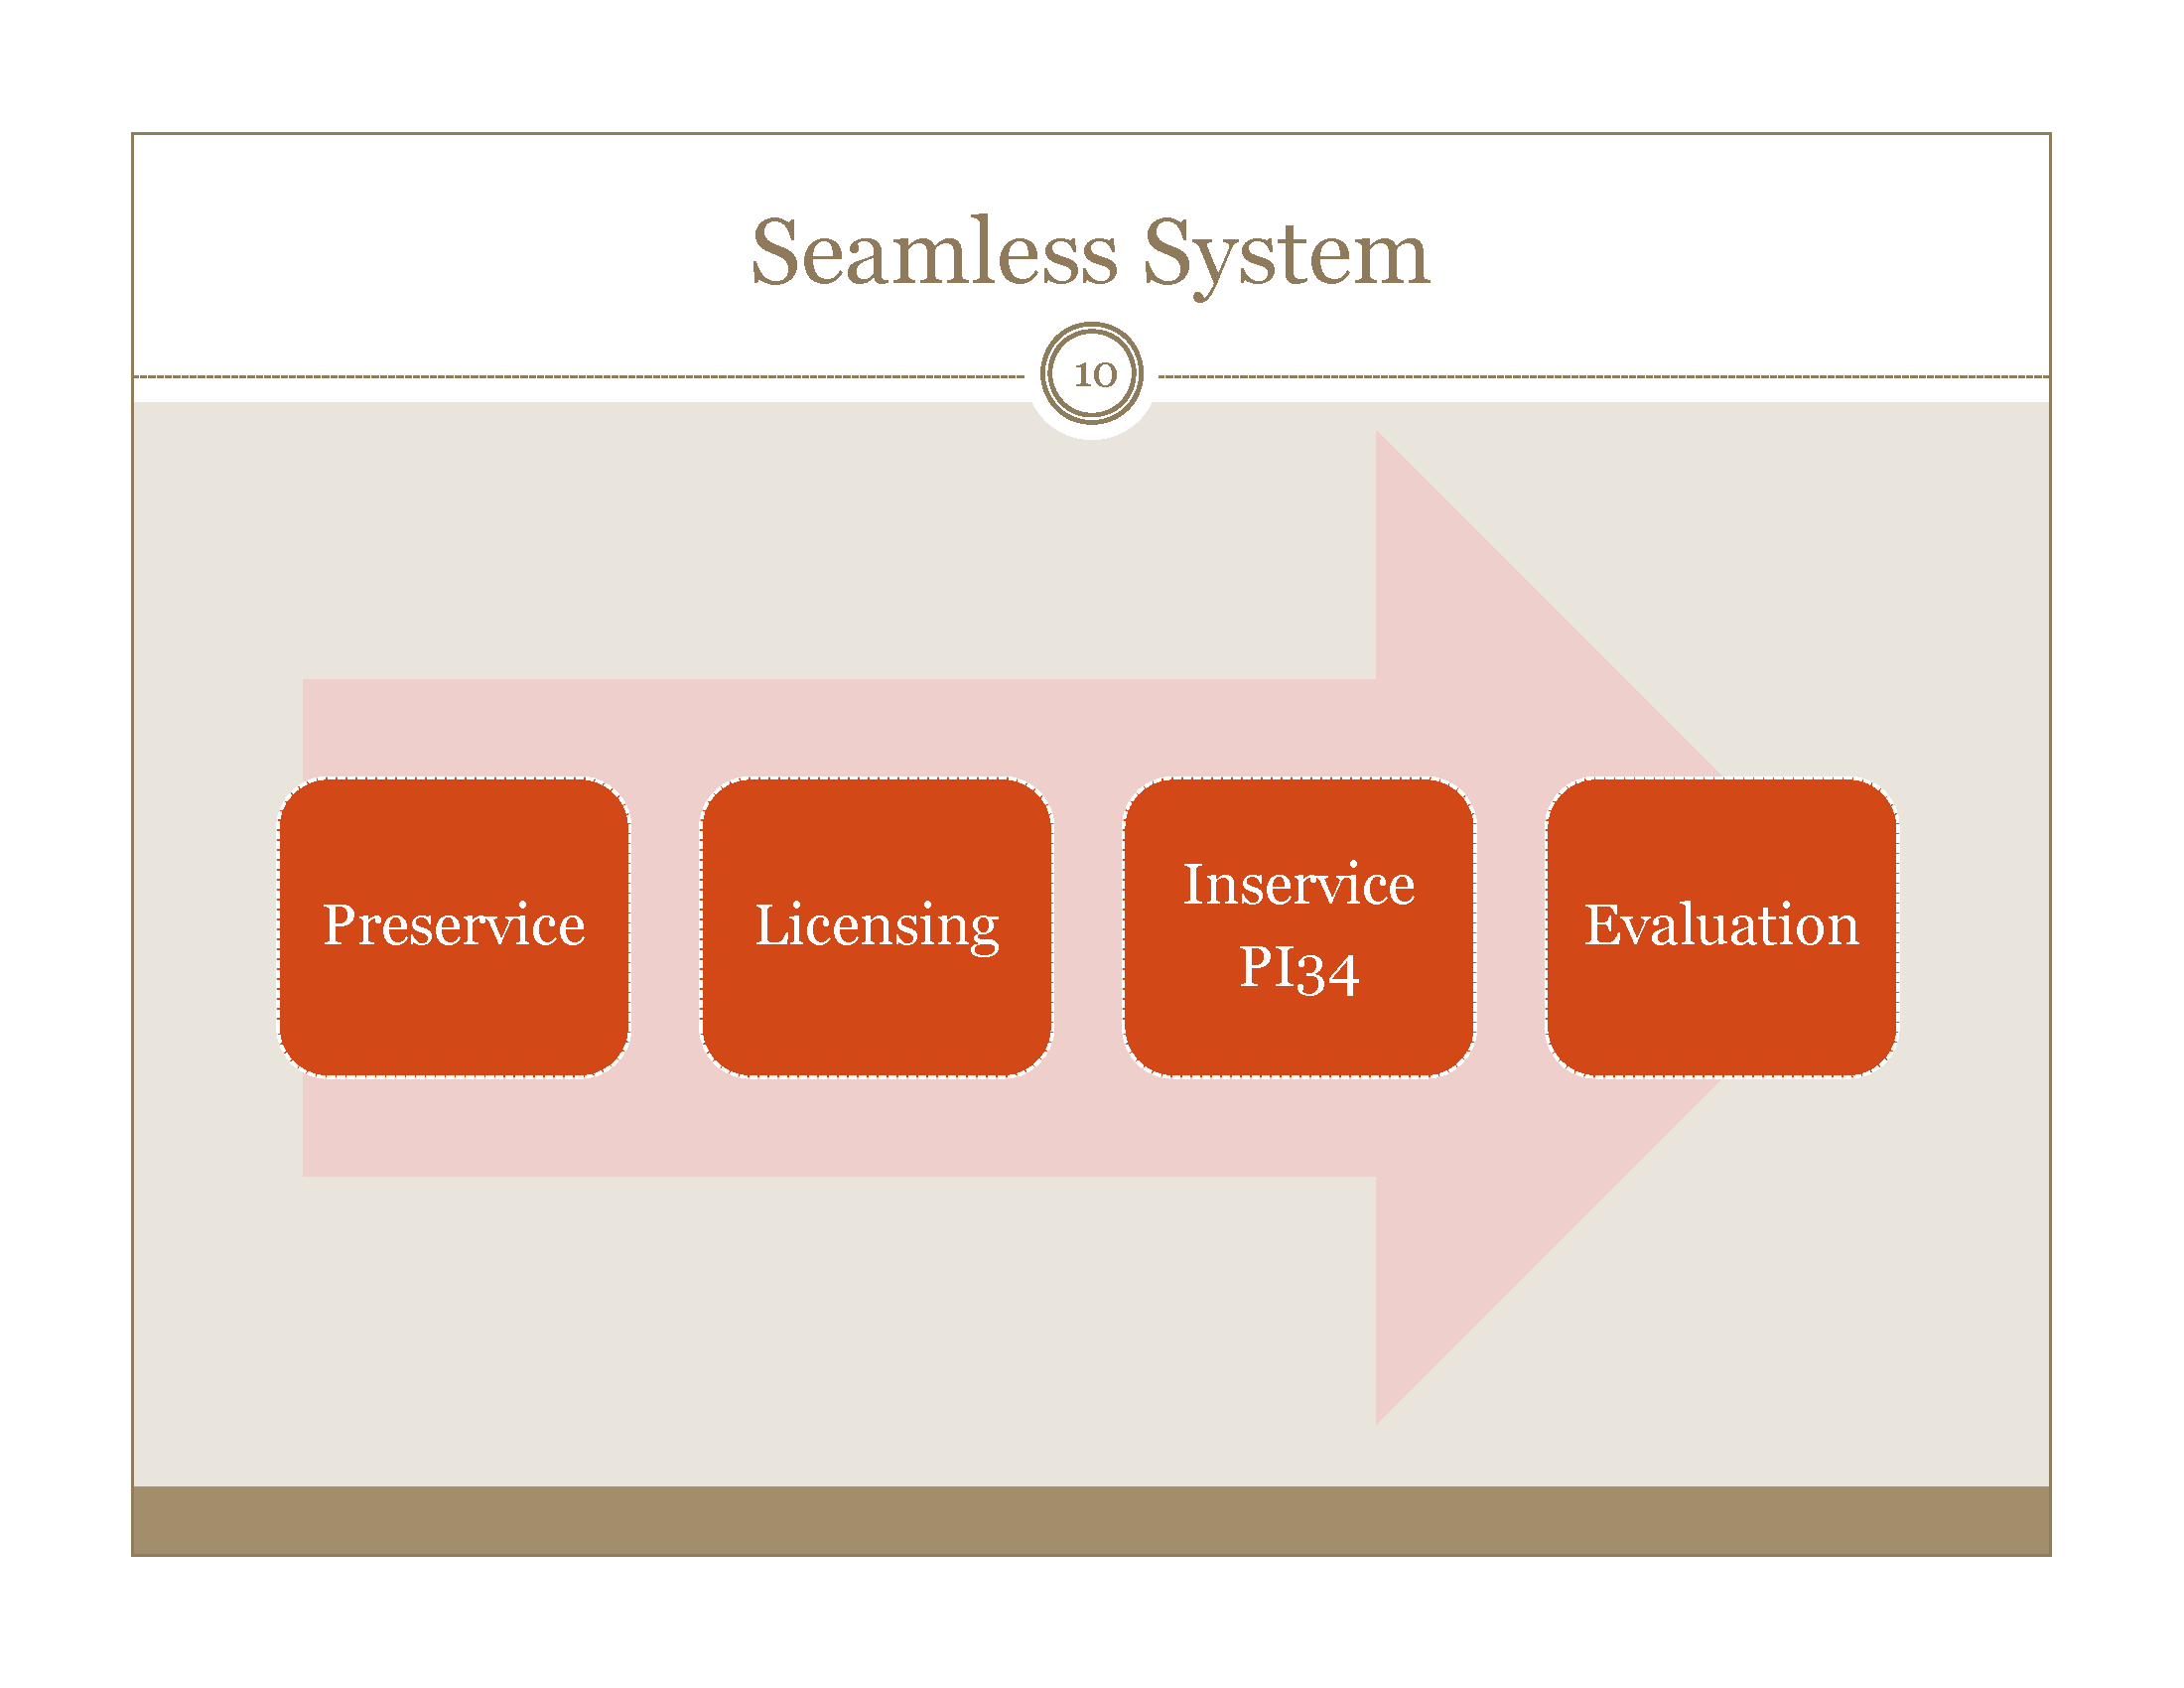 Seamless System
10
Preservice
Licensing
Inservice
PI34
Evaluation